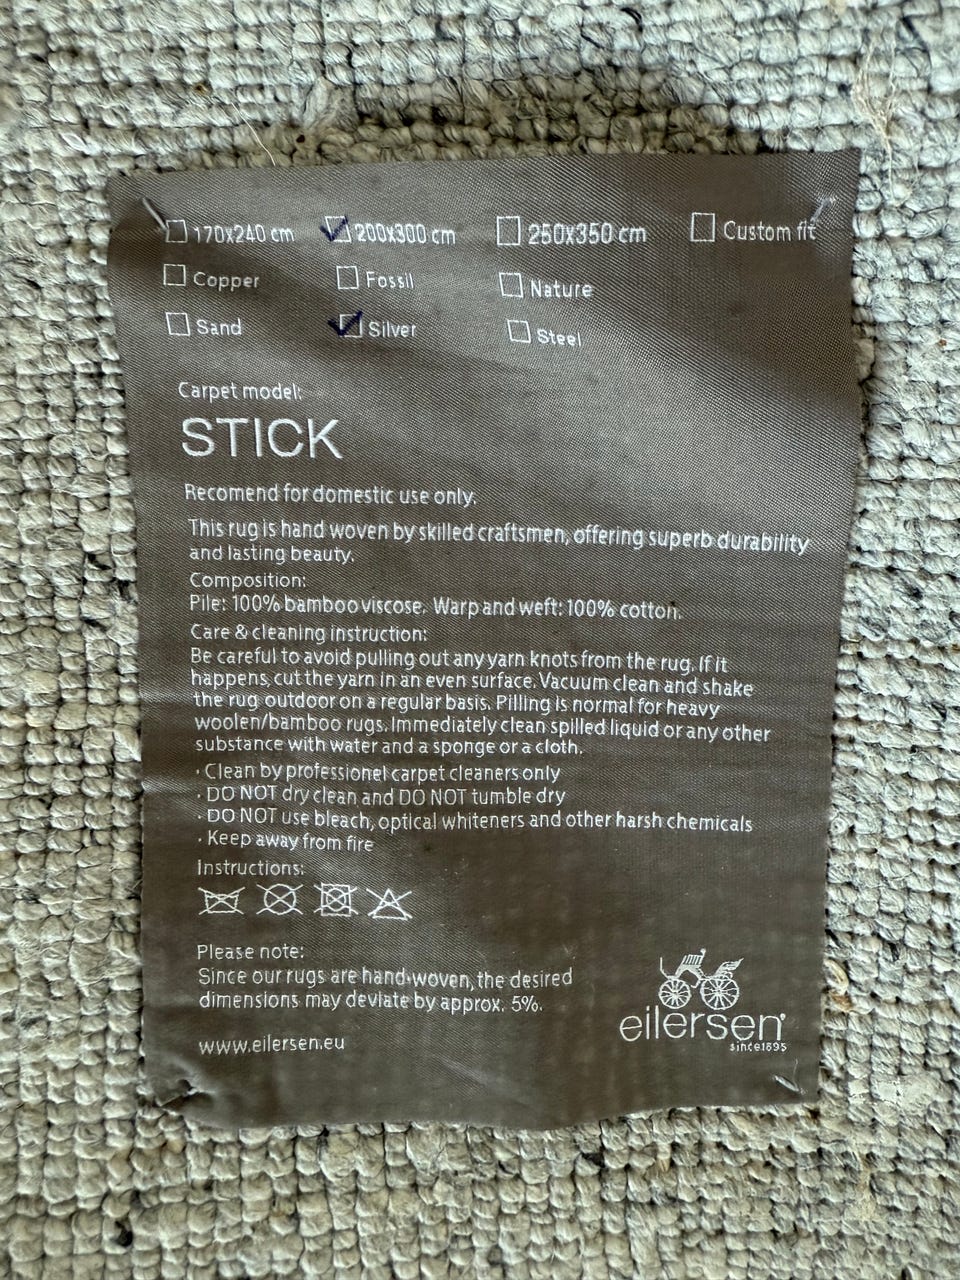 170x240 cm 200x300 cm 250x350 cm Custom fit
Copper Fossil Nature
Sand Silver Steel
Carpet model:
STICK
Recomend for domestic use only.
This rug is hand woven by skilled craftsmen, offering superb durability
and lasting beauty.
Composition:
Pile: 100% bamboo viscose. Warp and weft: 100% cotton.
Care & cleaning instruction:
Be careful to avoid pulling out any yarn knots from the rug. If it
happens, cut the yarn in an even surface. Vacuum clean and shake
the rug outdoor on a regular basis. Pilling is normal for heavy
woolen/bamboo rugs. Immediately clean spilled liquid or any other
substance with water and a sponge or a cloth.
· Clean by professionel carpet cleaners only
· DO NOT dry clean and DO NOT tumble dry
· DO NOT use bleach, optical whiteners and other harsh chemicals
· Keep away from fire
Instructions:
Please note:
Since our rugs are hand-woven, the desired
dimensions may deviate by approx. 5%.
www.eilersen.eu
eilersen
since 1895